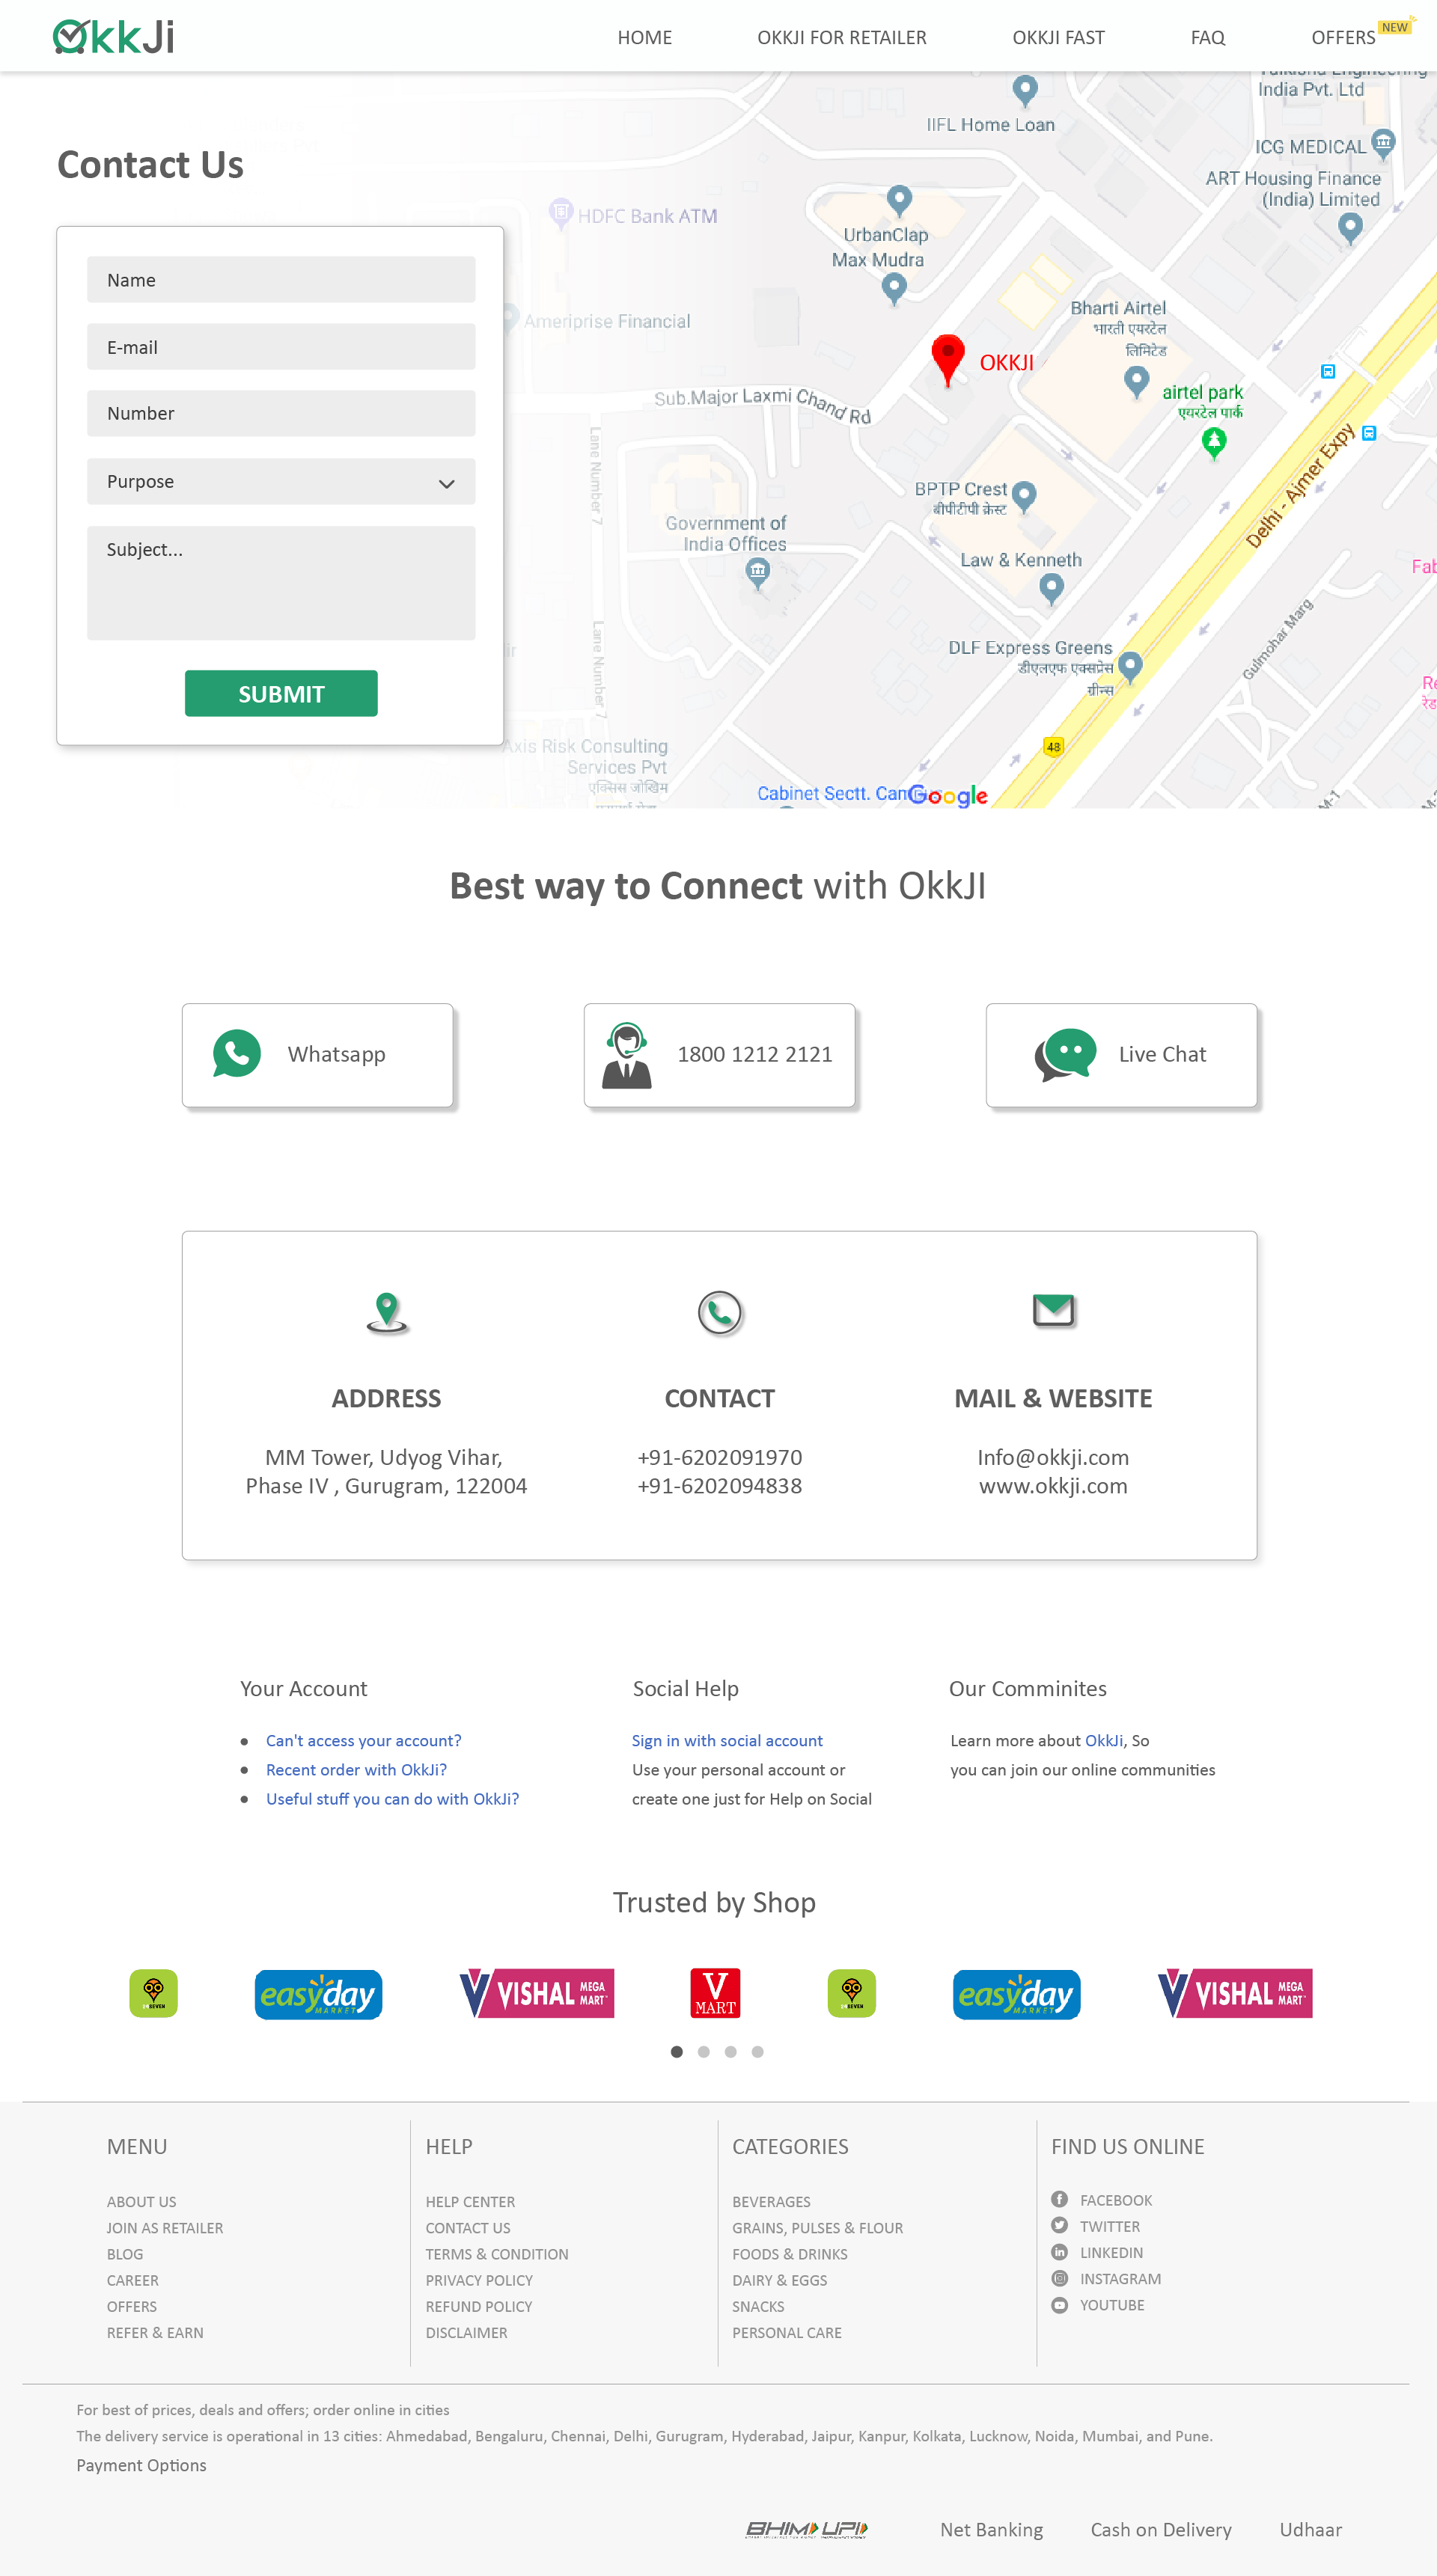 OkkJi
HOME
OKKJI FOR RETAILER
OKKJI FAST
FAQ
OFFERS
NEW
India Pvt. Ltd
IIFL Home Loan
ICG MEDICAL
ART Housing Finance
(India) Limited
Contact Us
HDFC Bank ATM
UrbanClap
Max Mudra
Name
E-mail
Number
Purpose
Subject...
SUBMIT
Ameriprise Financial
Bharti Airtel
भारती एयरटेल
लिमिटेड
OKKJI
airtel park
एयरटेल पार्क
Sub.Major Laxmi Chand Rd
Lane Number 7
Delhi - Ajmer Expy
BPTP Crest
बीपीटीपी क्रेस्ट
Government of
India Offices
Law & Kenneth
Fab
Gulmohar Marg
Lane Number 7
DLF Express Greens
डीएलएफ एक्सप्रेस
ग्रीन्स
Re
रेड
48
Axis Risk Consulting
Services Pvt
एक्सिस जोखिम
Cabinet Sectt.
Google
M-1
Best way to Connect with OkkJI
Whatsapp
1800 1212 2121
Live Chat
ADDRESS
MM Tower, Udyog Vihar,
Phase IV , Gurugram, 122004
CONTACT
+91-6202091970
+91-6202094838
MAIL & WEBSITE
Info@okkji.com
www.okkji.com
Your Account
Can't access your account?
Recent order with OkkJi?
Useful stuff you can do with OkkJi?
Social Help
Sign in with social account
Use your personal account or
create one just for Help on Social
Our Comminites
Learn more about OkkJi, So
you can join our online communities
Trusted by Shop
easyday
MARKET
VISHAL MEGA MART
V MART
easyday
MARKET
VISHAL MEGA MART
MENU
ABOUT US
JOIN AS RETAILER
BLOG
CAREER
OFFERS
REFER & EARN
HELP
HELP CENTER
CONTACT US
TERMS & CONDITION
PRIVACY POLICY
REFUND POLICY
DISCLAIMER
CATEGORIES
BEVERAGES
GRAINS, PULSES & FLOUR
FOODS & DRINKS
DAIRY & EGGS
SNACKS
PERSONAL CARE
FIND US ONLINE
FACEBOOK
TWITTER
LINKEDIN
INSTAGRAM
YOUTUBE
For best of prices, deals and offers; order online in cities
The delivery service is operational in 13 cities: Ahmedabad, Bengaluru, Chennai, Delhi, Gurugram, Hyderabad, Jaipur, Kanpur, Kolkata, Lucknow, Noida, Mumbai, and Pune.
Payment Options
BHIM UPI
Net Banking
Cash on Delivery
Udhaar